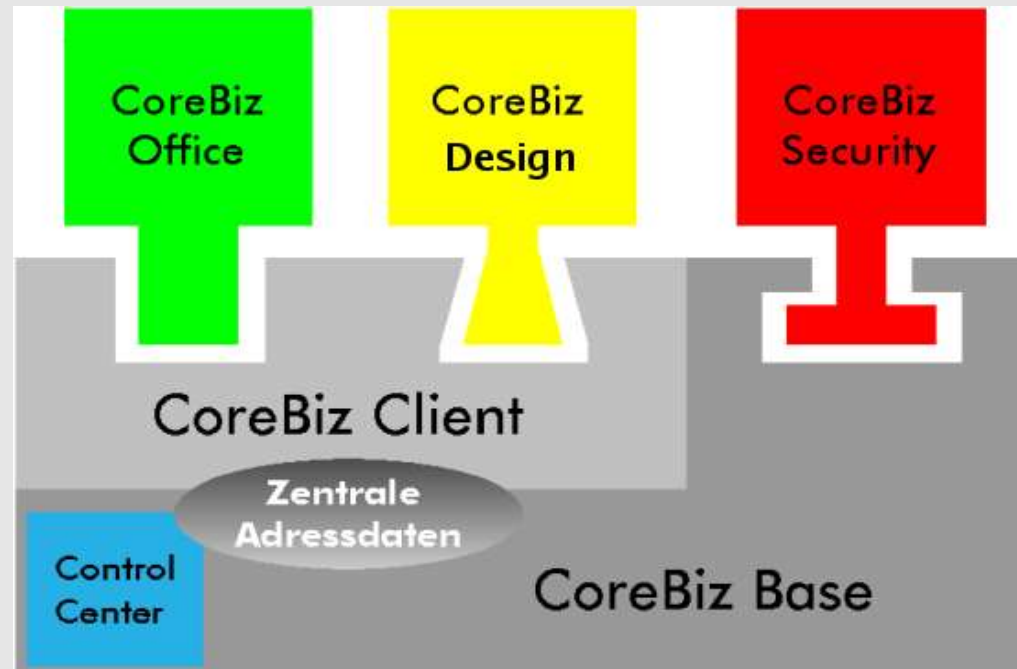 CoreBiz
Office
CoreBiz
Design
CoreBiz
Security
CoreBiz Client
Zentrale
Adressdaten
Control
Center
CoreBiz Base